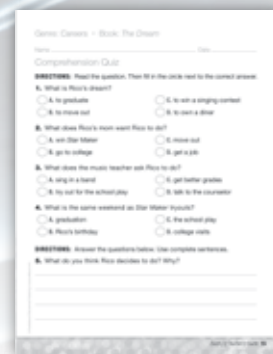 Genre: Careers • Book: The Dream
Name Date
Comprehension Quiz
DIRECTIONS: Read the question. Then fill in the circle next to the correct answer.
1. What is Rico's dream?
A. to graduate C. to win a singing contest
B. to move out D. to own a diner
2. What does Rico's mom want Rico to do?
A. win Star Maker C. move out
B. go to college D. get a job
3. What does the music teacher ask Rico to do?
A. sing in a band C. get better grades
B. try out for the school play D. talk to the counselor
4. What is the same weekend as Star Maker tryouts?
A. graduation C. the school play
B. Rico's birthday D. college visits
DIRECTIONS: Answer the questions below. Use complete sentences.
5. What do you think Rico decides to do? Why?